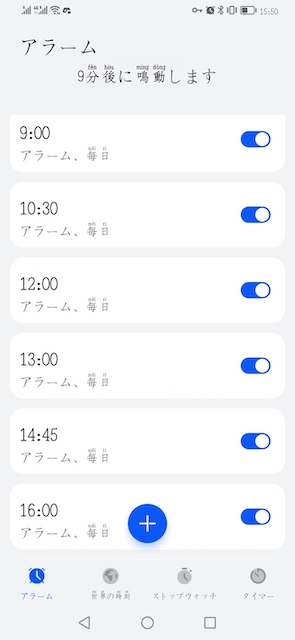 15:50
アラーム
9分後に鳴動します
9:00
アラーム、毎日
10:30
アラーム、毎日
12:00
アラーム、毎日
13:00
アラーム、毎日
14:45
アラーム、毎日
16:00
アラーム、毎日
アラーム 世界の時刻 ストップウォッチ タイマー